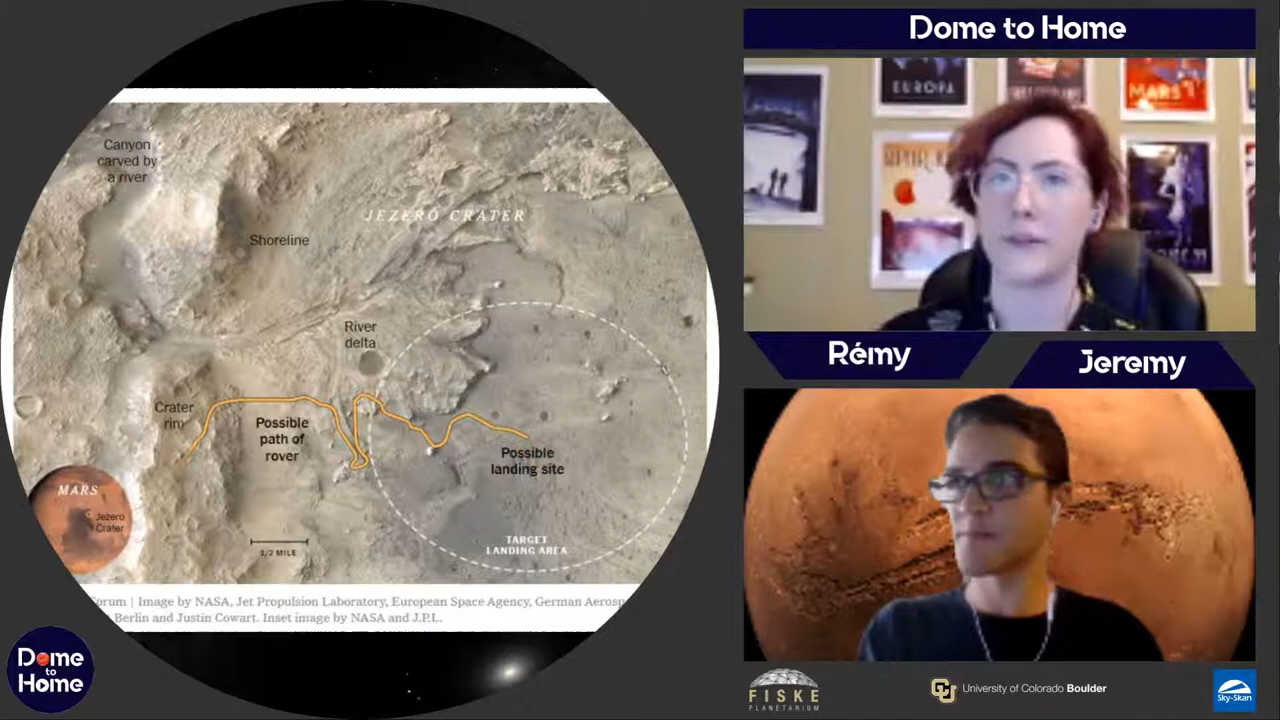 Dome to Home
EUROPA
MARS
Rémy
Jeremy
Canyon
carved by
a river
JEZERO CRATER
Shoreline
River
delta
Crater
rim
Possible
path of
rover
Possible
landing site
MARS
Jezero
Crater
1/2 MILE
TARGET
LANDING AREA
orum | Image by NASA, Jet Propulsion Laboratory, European Space Agency, German Aerosp
Berlin and Justin Cowart. Inset image by NASA and J.P.L.
Dome
to
Home
FISKE
PLANETARIUM
CU
University of Colorado Boulder
Sky-Skan